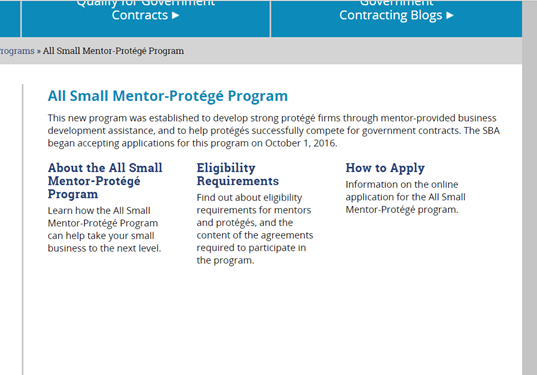 Qualify for Government
Contracts ▶
Government
Contracting Blogs ▶
rograms » All Small Mentor-Protégé Program
All Small Mentor-Protégé Program
This new program was established to develop strong protégé firms through mentor-provided business
development assistance, and to help protégés successfully compete for government contracts. The SBA
began accepting applications for this program on October 1, 2016.
About the All Small
Mentor-Protégé
Program
Learn how the All Small
Mentor-Protégé Program
can help take your small
business to the next level.
Eligibility
Requirements
Find out about eligibility
requirements for mentors
and protégés, and the
content of the agreements
required to participate in
the program.
How to Apply
Information on the online
application for the All Small
Mentor-Protégé program.